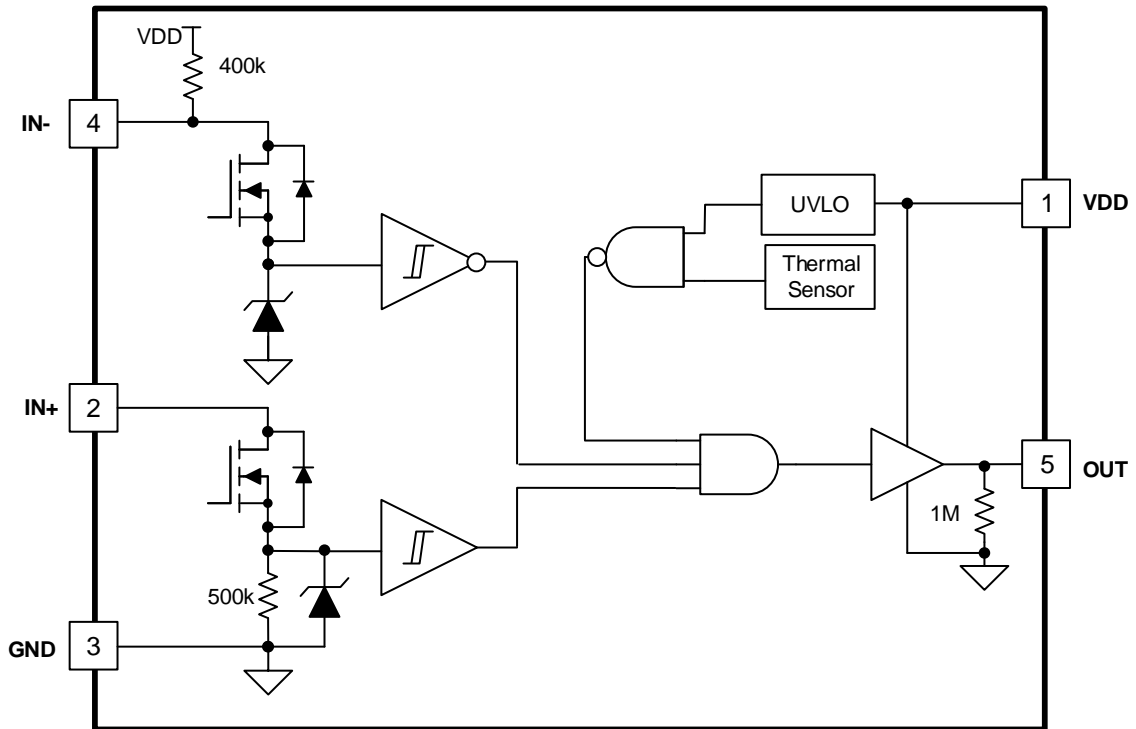 VDD
400k
IN-
4
UVLO
1
VDD
Thermal
Sensor
IN+
2
5
OUT
1M
500k
GND
3